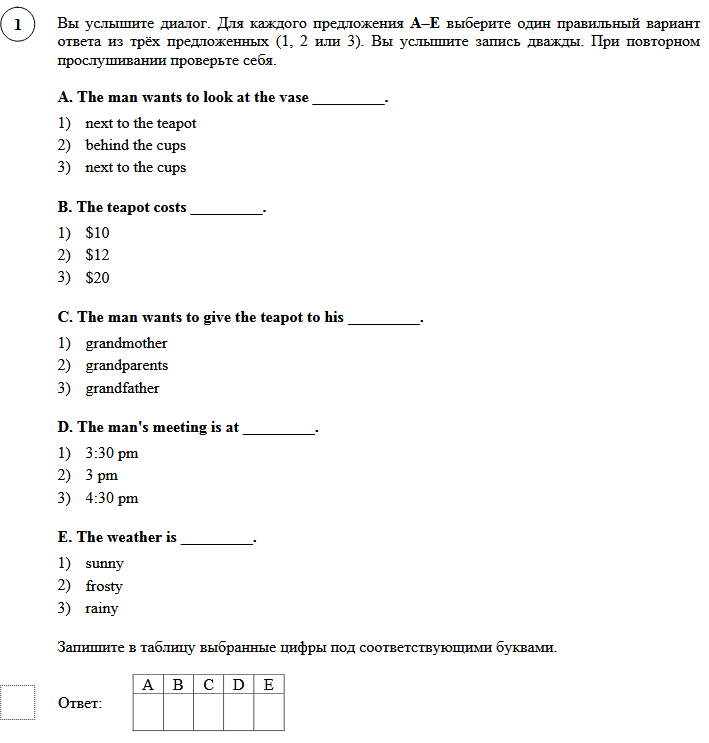 1
Вы услышите диалог. Для каждого предложения A–E выберите один правильный вариант
ответа из трёх предложенных (1, 2 или 3). Вы услышите запись дважды. При повторном
прослушивании проверьте себя.
A. The man wants to look at the vase _________.
1) next to the teapot
2) behind the cups
3) next to the cups
B. The teapot costs _________.
1) $10
2) $12
3) $20
C. The man wants to give the teapot to his _________.
1) grandmother
2) grandparents
3) grandfather
D. The man's meeting is at _________.
1) 3:30 pm
2) 3 pm
3) 4:30 pm
E. The weather is _________.
1) sunny
2) frosty
3) rainy
Запишите в таблицу выбранные цифры под соответствующими буквами.
A B C D E
Ответ: